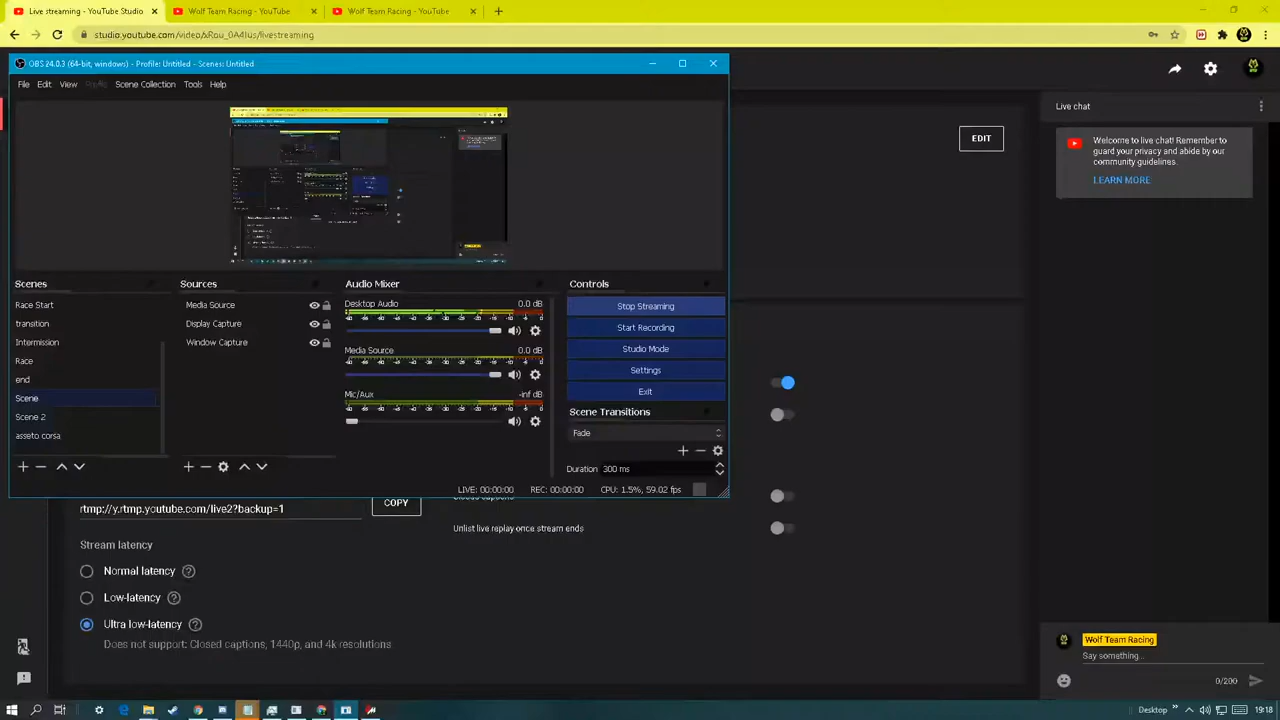 Live streaming - YouTube Studio
Wolf Team Racing - YouTube
Wolf Team Racing - YouTube
OBS 24.0.3 (64-bit, windows) - Profile: Untitled - Scenes: Untitled
File Edit View Profile Scene Collection Tools Help
Live chat
EDIT
Welcome to live chat! Remember to
guard your privacy and abide by our
community guidelines.
LEARN MORE
Scenes
Race Start
transition
Intermission
Race
end
Scene
Scene 2
asseto corsa
Sources
Media Source
Display Capture
Window Capture
Audio Mixer
Desktop Audio 0.0 dB
Media Source 0.0 dB
Mic/Aux -inf dB
Controls
Stop Streaming
Start Recording
Studio Mode
Settings
Exit
Scene Transitions
Fade
Duration 300 ms
LIVE: 00:00:00 REC: 00:00:00 CPU: 1.5%, 59.02 fps
rtmp://y.rtmp.youtube.com/live2?backup=1
COPY
Unlist live replay once stream ends
Stream latency
Normal latency
Low-latency
Ultra low-latency
Does not support: Closed captions, 1440p, and 4k resolutions
Wolf Team Racing
Say something...
0/200
Desktop
19:18